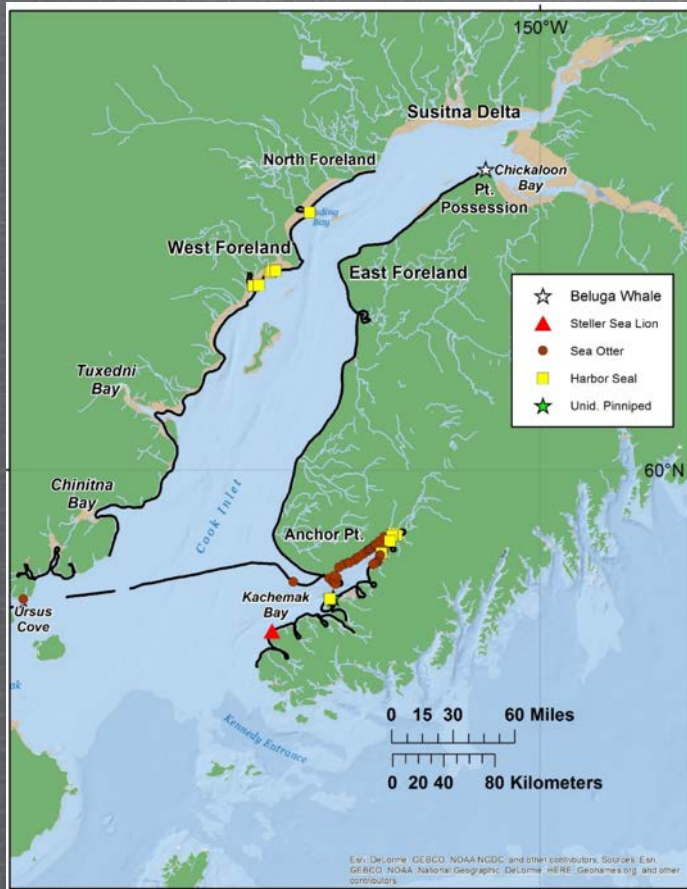 150°W
Susitna Delta
North Foreland
Chickaloon
Bay
Pt.
Possession
Bay
West Foreland
East Foreland
Beluga Whale
Steller Sea Lion
Sea Otter
Harbor Seal
Unid. Pinniped
Tuxedni
Bay
60°N
Chinitna
Bay
Cook Inlet
Anchor Pt.
Kachemak
Bay
Ursus
Cove
Kennedy Entrance
0 15 30 60 Miles
0 20 40 80 Kilometers
Esri, DeLorme, GEBCO, NOAA NGDC, and other contributors, Sources: Esri,
GEBCO, NOAA, National Geographic, DeLorme, HERE, Geonames.org, and other
contributors